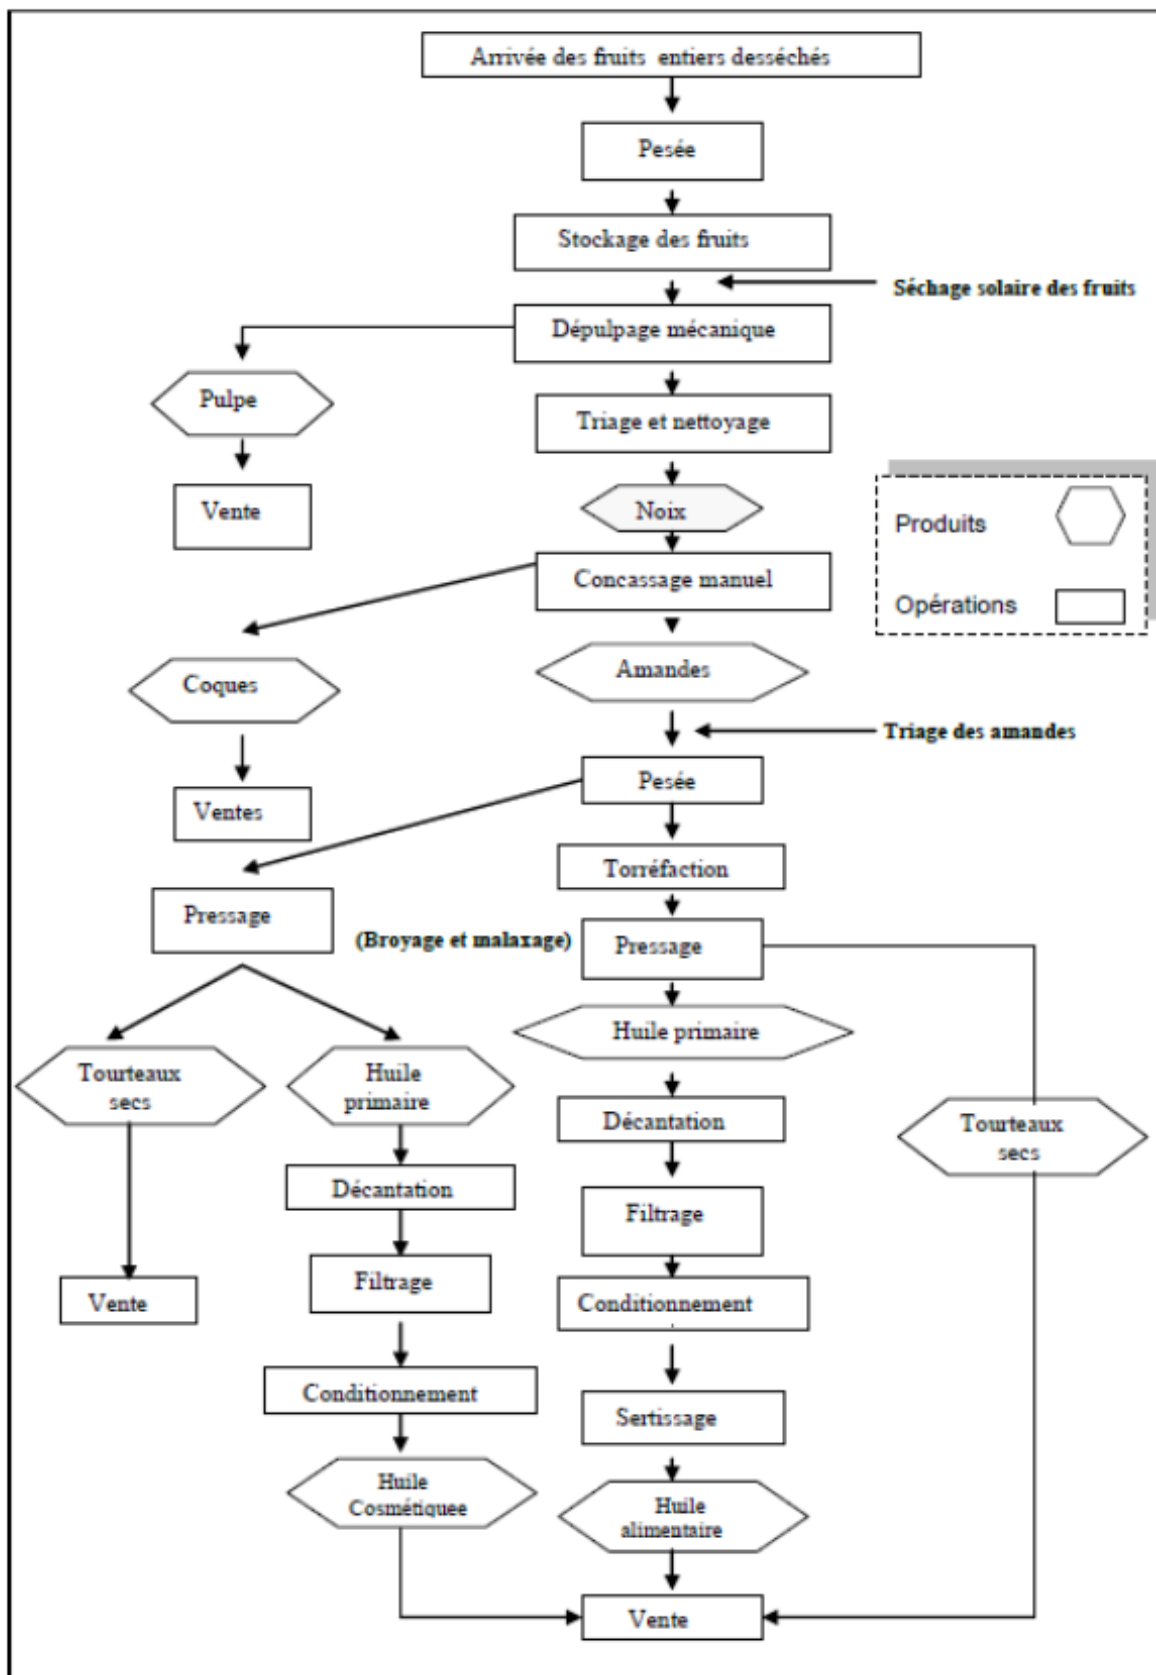 Arrivée des fruits entiers desséchés
Pesée
Stockage des fruits
Séchage solaire des fruits
Dépulpage mécanique
Pulpe
Triage et nettoyage
Vente
Noix
Produits
Concassage manuel
Opérations
Coques
Amandes
Triage des amandes
Pesée
Ventes
Torréfaction
Pressage
(Broyage et malaxage)
Pressage
Huile primaire
Tourteaux
secs
Huile
primaire
Décantation
Tourteaux
secs
Décantation
Filtrage
Vente
Filtrage
Conditionnement
Conditionnement
Sertissage
Huile
Cosmétiquee
Huile
alimentaire
Vente